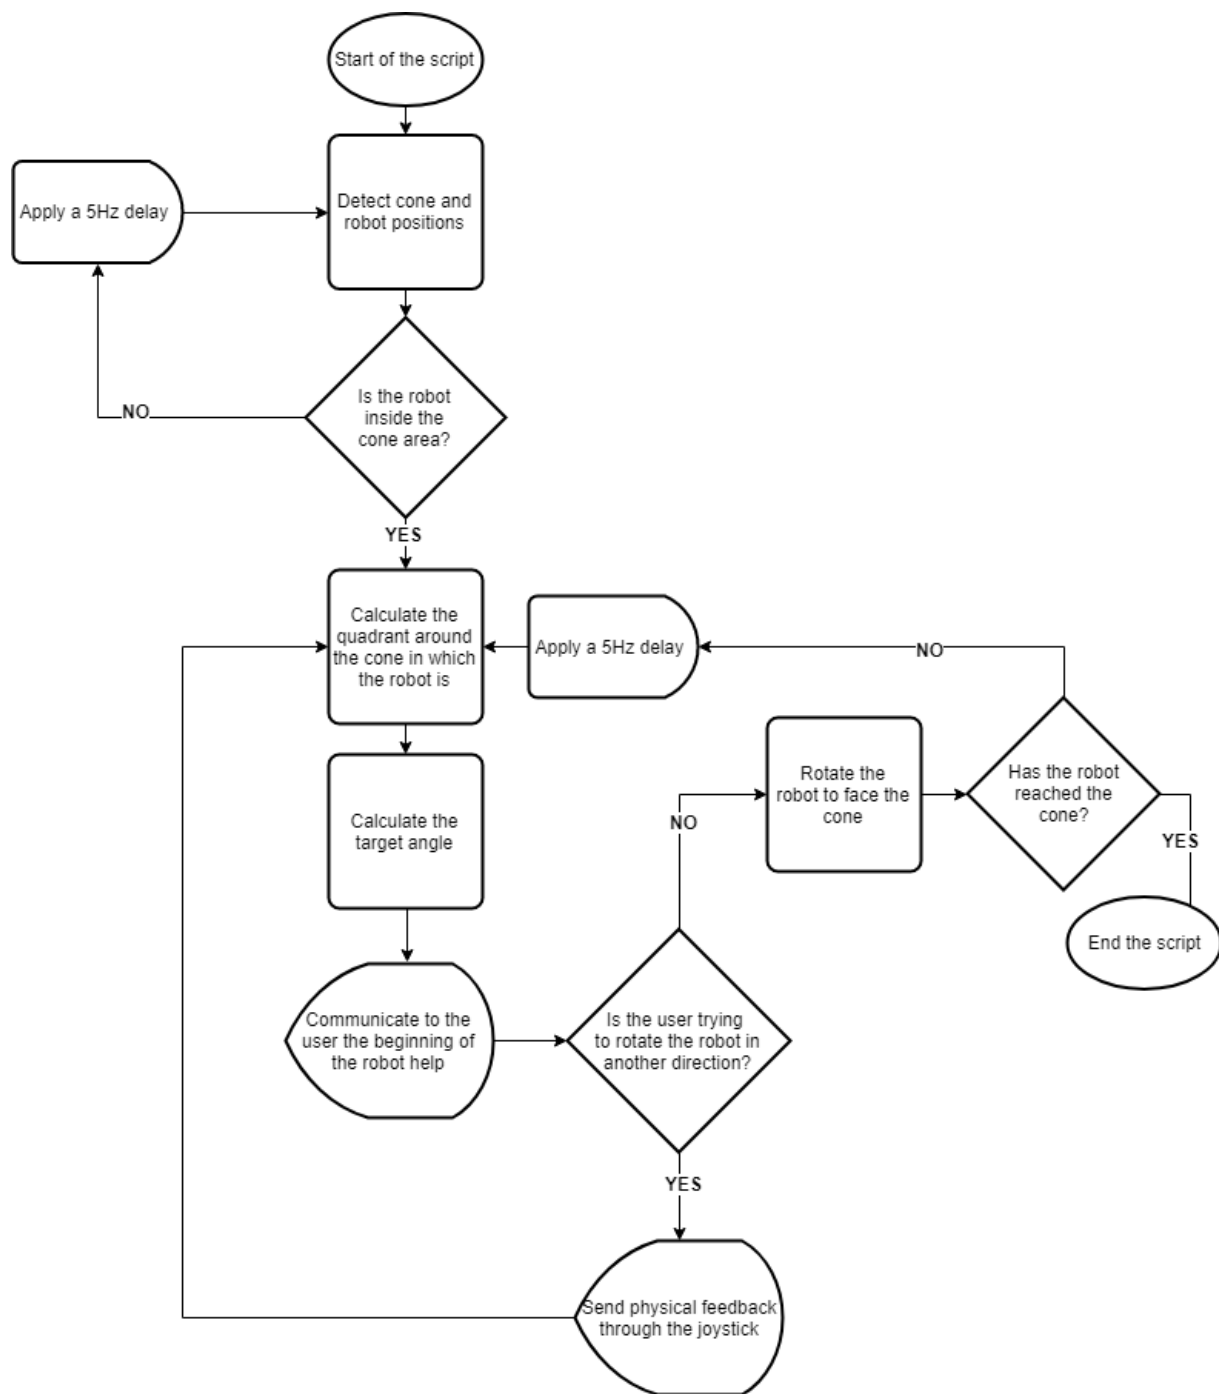 Start of the script
Apply a 5Hz delay
Detect cone and
robot positions
Is the robot
inside the
cone area?
NO
YES
Calculate the
quadrant around
the cone in which
the robot is
Apply a 5Hz delay
NO
Calculate the
target angle
NO
Rotate the
robot to face the
cone
Has the robot
reached the
cone?
YES
End the script
Communicate to the
user the beginning of
the robot help
Is the user trying
to rotate the robot in
another direction?
YES
Send physical feedback
through the joystick